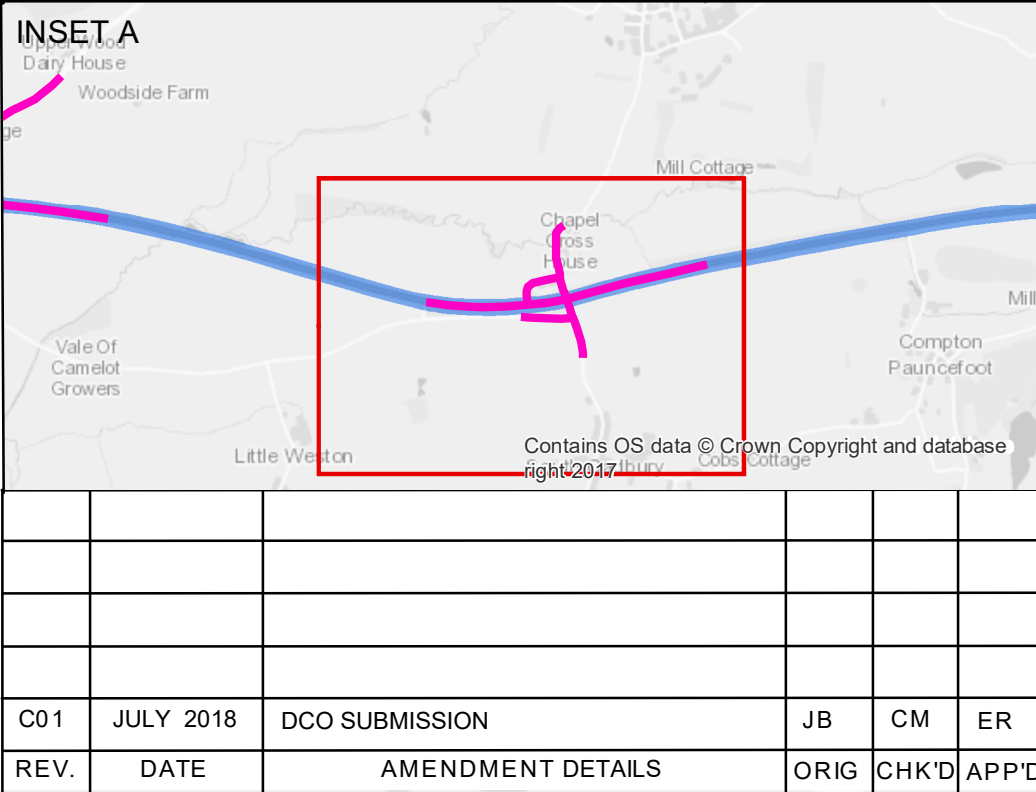 INSET A
Upper Wood
Dairy House
Woodside Farm
ge
Mill Cottage
Chapel
Cross
House
Mill
Vale Of
Camelot
Growers
Compton
Pauncefoot
Little Weston
Contains OS data © Crown Copyright and database
right 2017
Cobs Cottage
C01 JULY 2018 DCO SUBMISSION JB CM ER
REV. DATE AMENDMENT DETAILS ORIG CHK'D APP'D